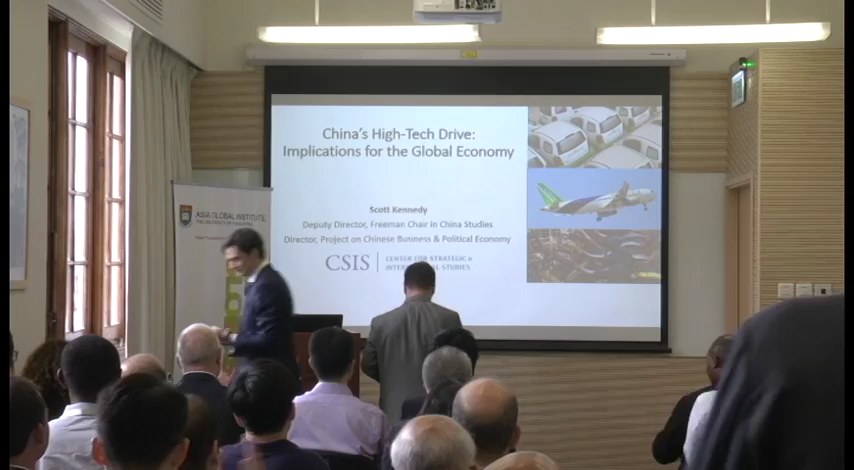 China's High-Tech Drive:
Implications for the Global Economy
Scott Kennedy
Deputy Director, Freeman Chair in China Studies
Director, Project on Chinese Business & Political Economy
CSIS
CENTER FOR STRATEGIC &
STUDIES
ASIA GLOBAL INSTITUTE